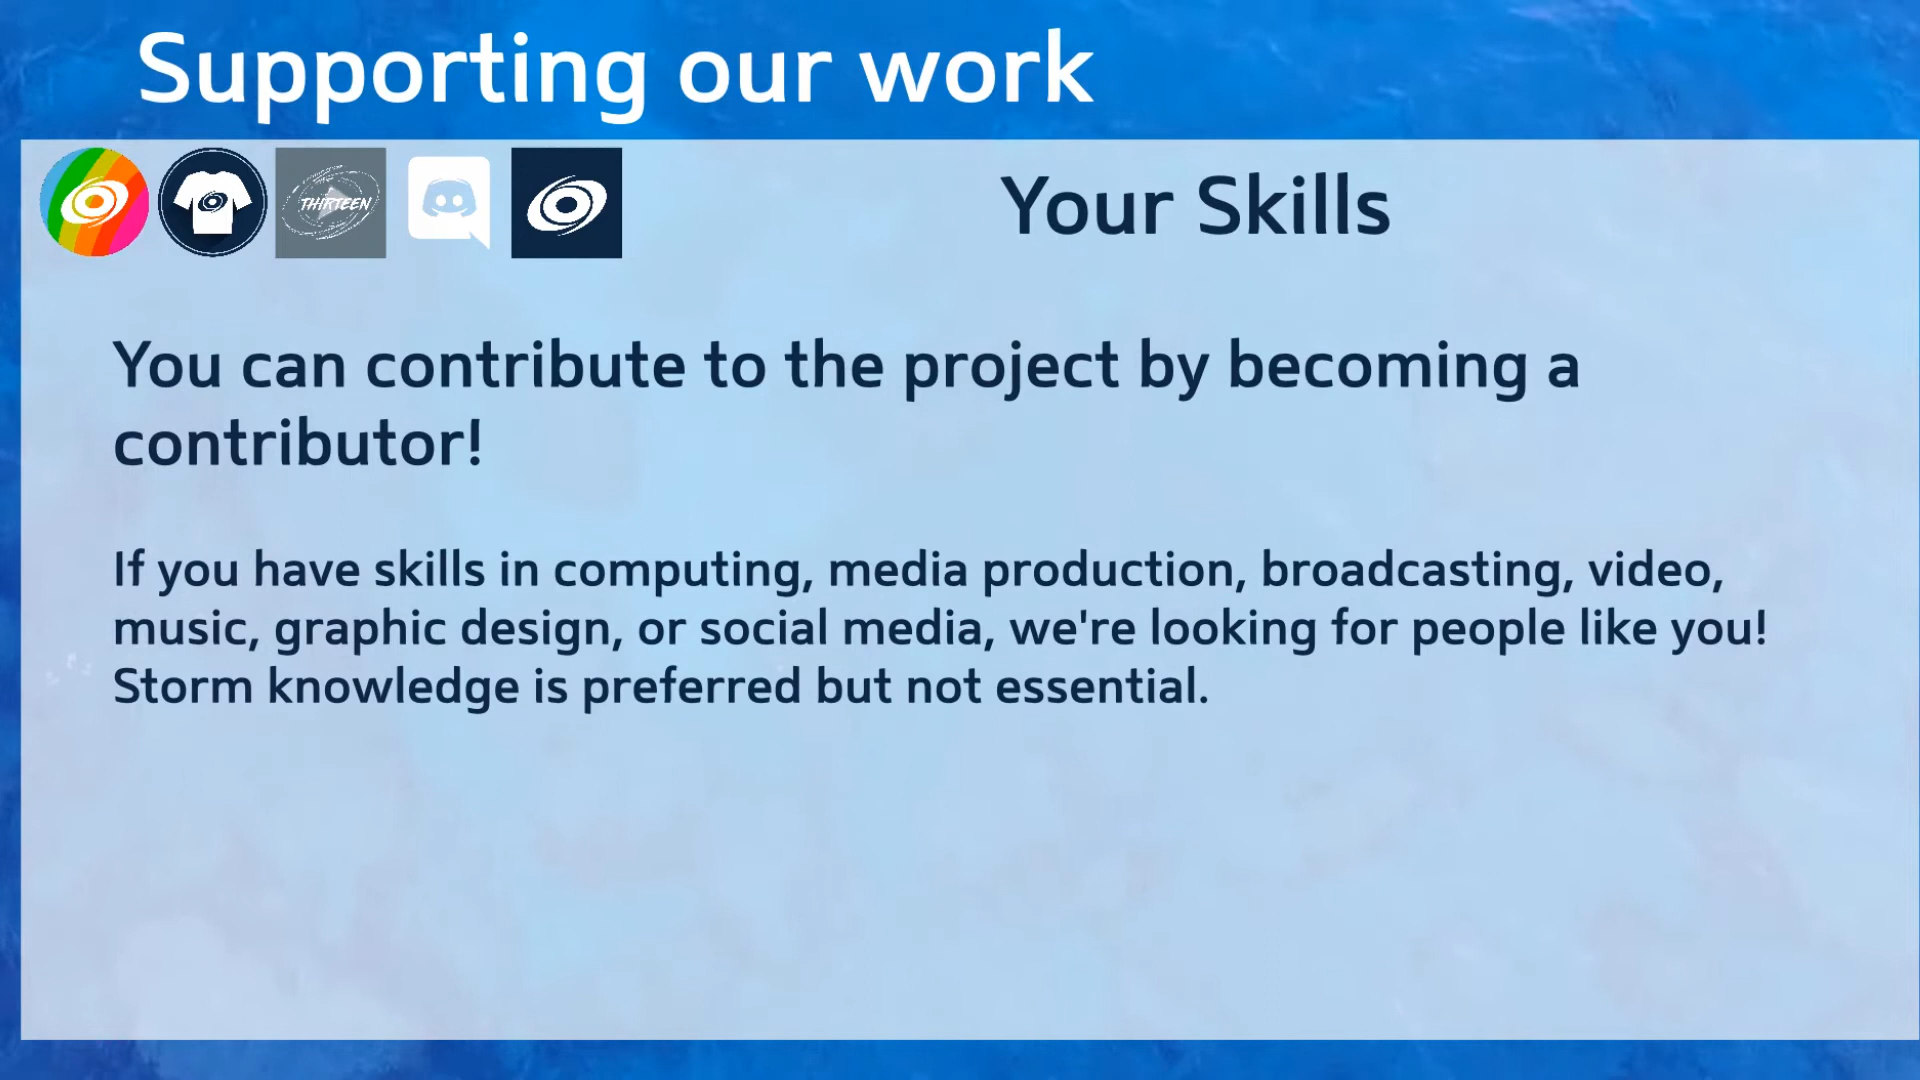 Supporting our work
THIRTEEN
Your Skills
You can contribute to the project by becoming a
contributor!
If you have skills in computing, media production, broadcasting, video,
music, graphic design, or social media, we're looking for people like you!
Storm knowledge is preferred but not essential.